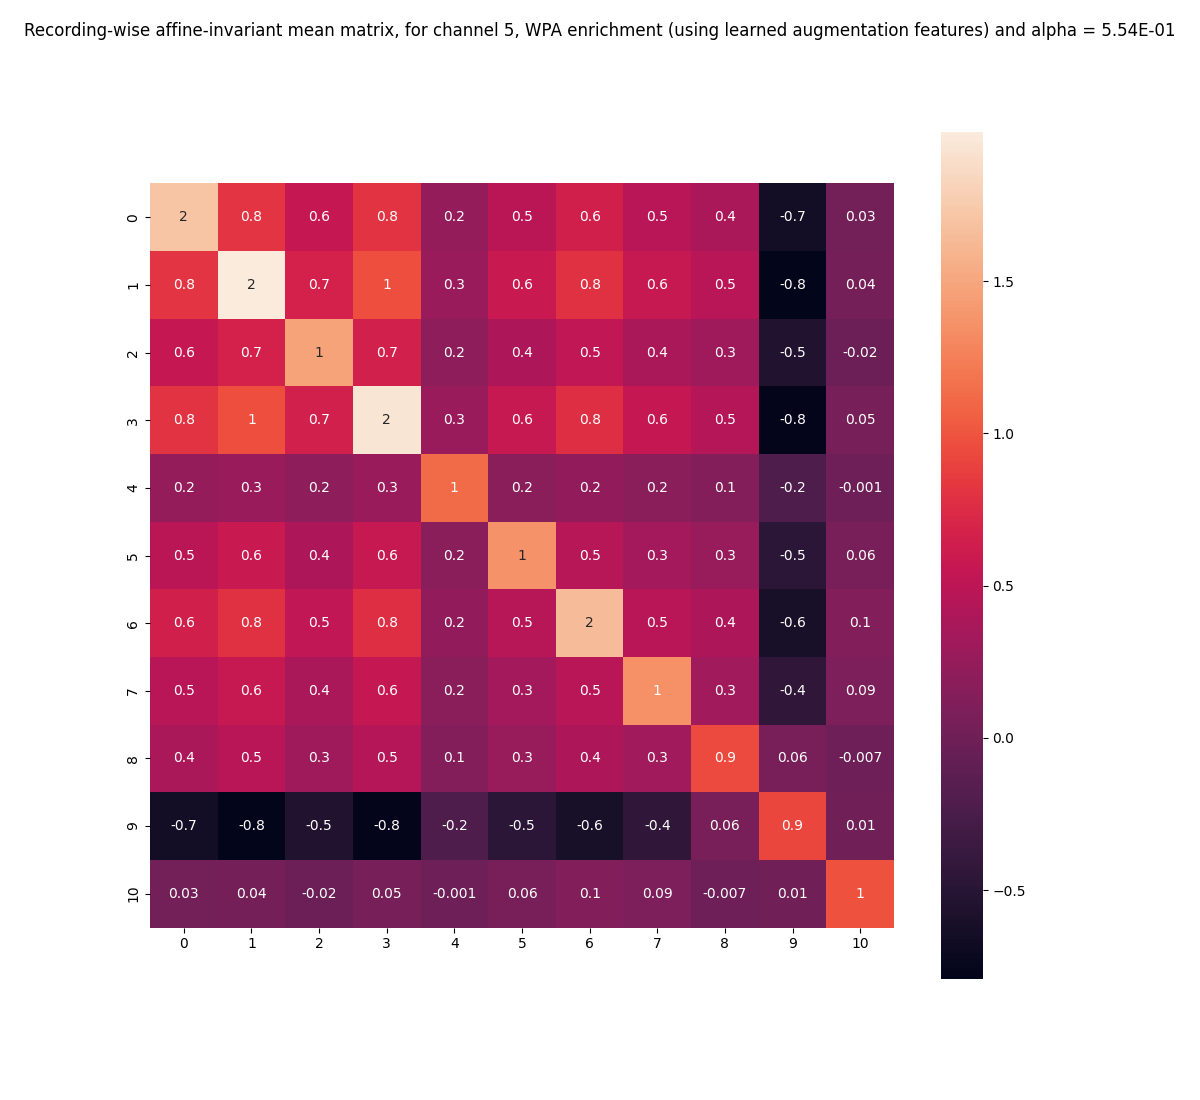 Recording-wise affine-invariant mean matrix, for channel 5, WPA enrichment (using learned augmentation features) and alpha = 5.54E-01
0 2 0.8 0.6 0.8 0.2 0.5 0.6 0.5 0.4 -0.7 0.03
1 0.8 2 0.7 1 0.3 0.6 0.8 0.6 0.5 -0.8 0.04
2 0.6 0.7 1 0.7 0.2 0.4 0.5 0.4 0.3 -0.5 -0.02
3 0.8 1 0.7 2 0.3 0.6 0.8 0.6 0.5 -0.8 0.05
4 0.2 0.3 0.2 0.3 1 0.2 0.2 0.2 0.1 -0.2 -0.001
5 0.5 0.6 0.4 0.6 0.2 1 0.5 0.3 0.3 -0.5 0.06
6 0.6 0.8 0.5 0.8 0.2 0.5 2 0.5 0.4 -0.6 0.1
7 0.5 0.6 0.4 0.6 0.2 0.3 0.5 1 0.3 -0.4 0.09
8 0.4 0.5 0.3 0.5 0.1 0.3 0.4 0.3 0.9 0.06 -0.007
9 -0.7 -0.8 -0.5 -0.8 -0.2 -0.5 -0.6 -0.4 0.06 0.9 0.01
10 0.03 0.04 -0.02 0.05 -0.001 0.06 0.1 0.09 -0.007 0.01 1
0 1 2 3 4 5 6 7 8 9 10
1.5
1.0
0.5
0.0
−0.5